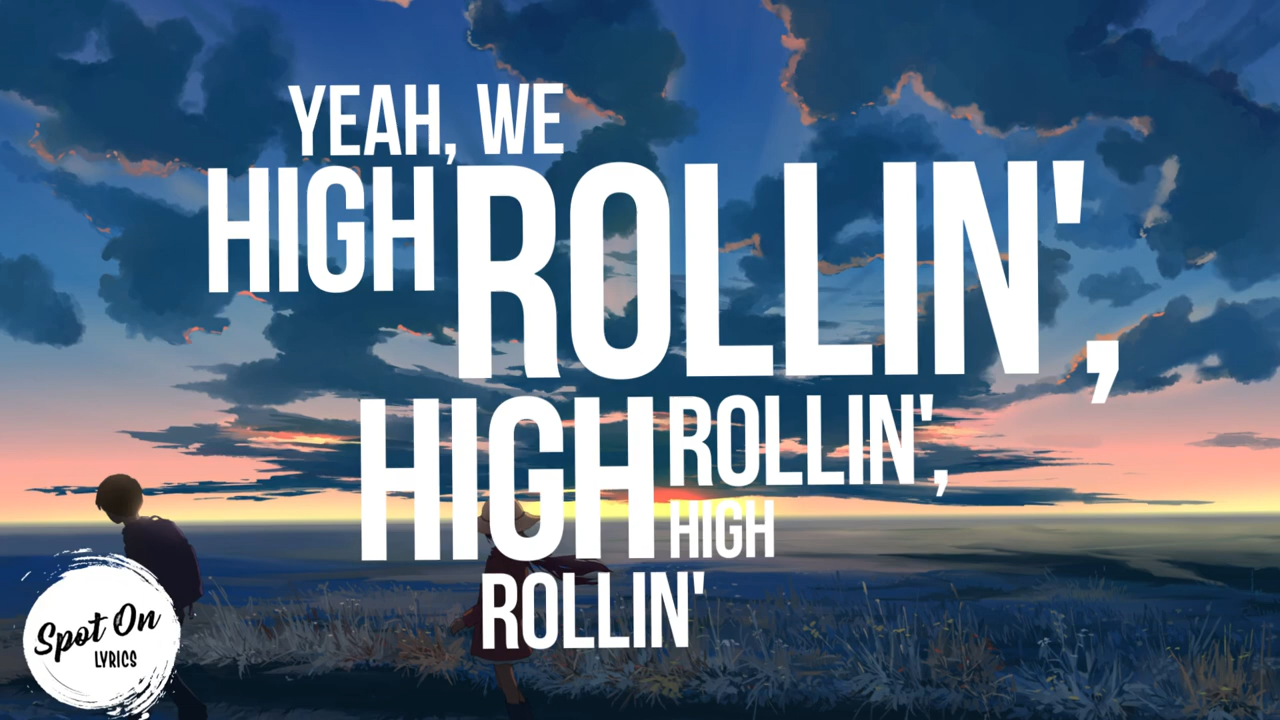 YEAH, WE
HIGH ROLLIN',
HIGH ROLLIN',
HIGH
ROLLIN'
Spot On
LYRICS